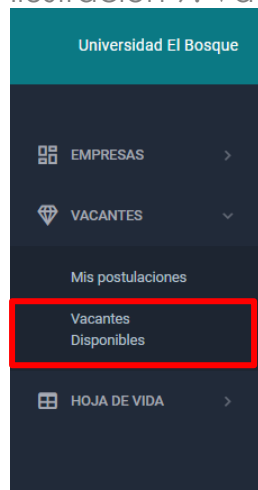 Universidad El Bosque
EMPRESAS
VACANTES
Mis postulaciones
Vacantes
Disponibles
HOJA DE VIDA